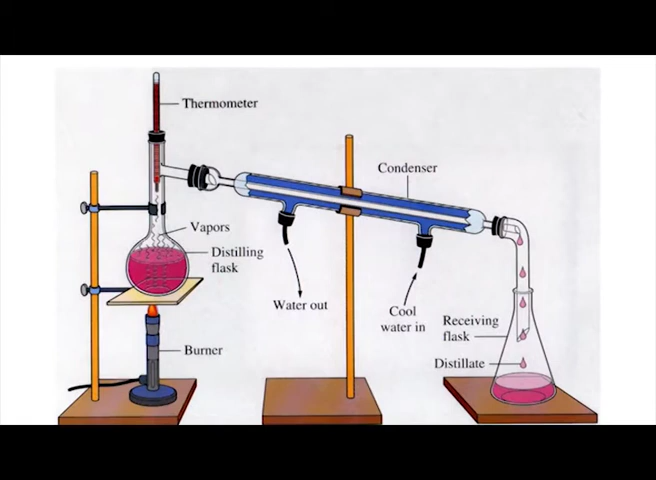 Thermometer
Condenser
Vapors
Distilling
flask
Water out
Cool
water in
Receiving
flask
Burner
Distillate